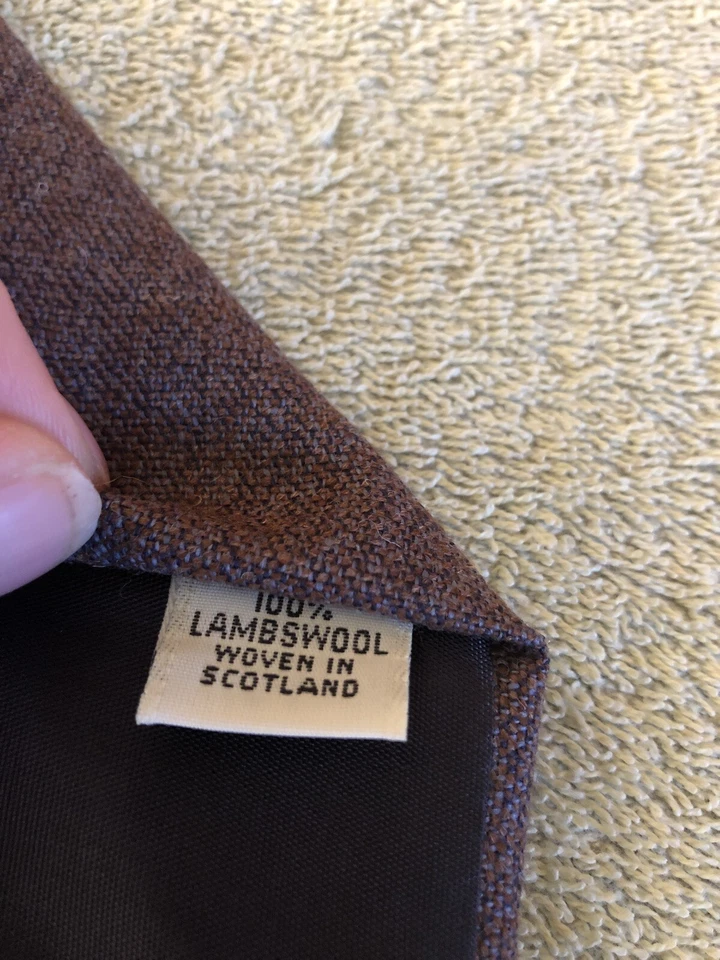 100%
LAMBSWOOL
WOVEN IN
SCOTLAND